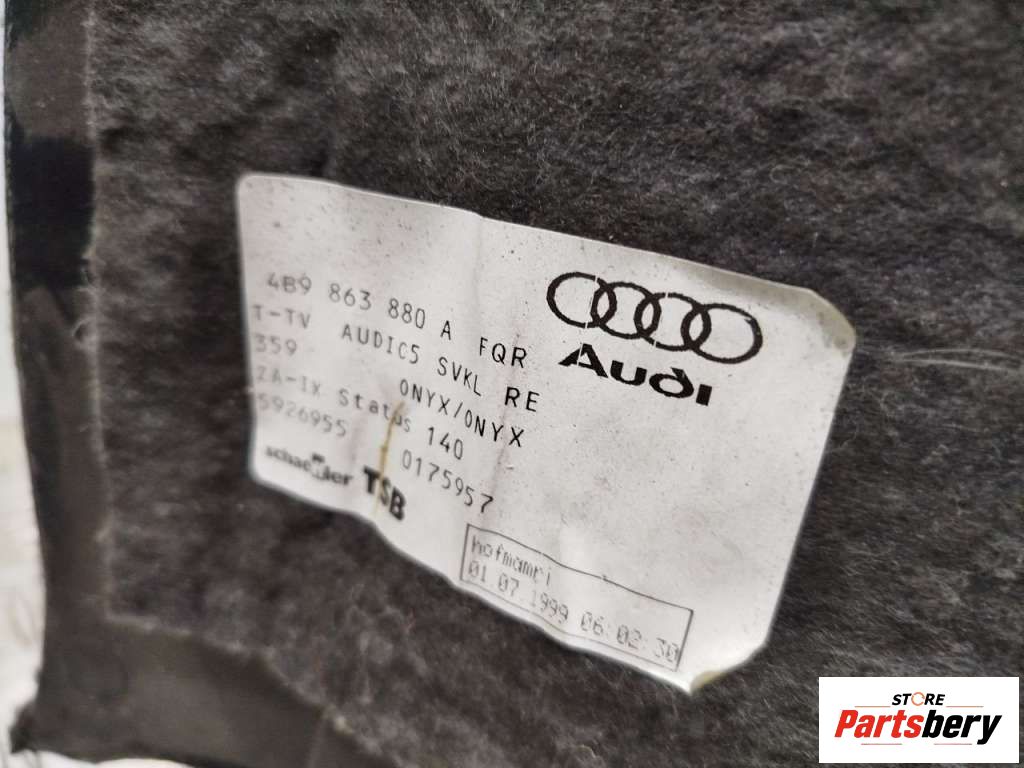 4B9 863 880 A FQR
T-TV AUDIC5 SVKL RE
359 ONYX/ONYX
ZA-Ix Status 140
5926955 0175957
schaeffler TSB
Audi
hofmamri
01.07.1999 06:02:30
STORE
Partsbery